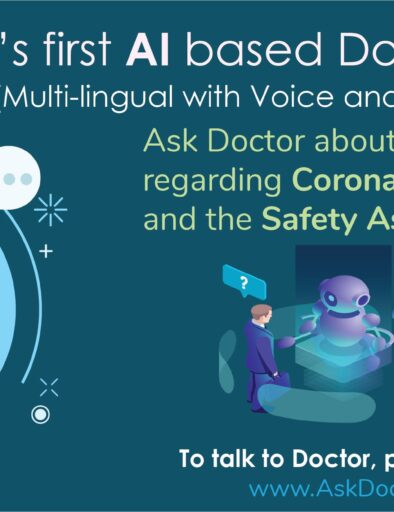 's first AI based Do
(Multi-lingual with Voice and
Ask Doctor about
regarding Corona
and the Safety As
?
To talk to Doctor, p
www.AskDoc